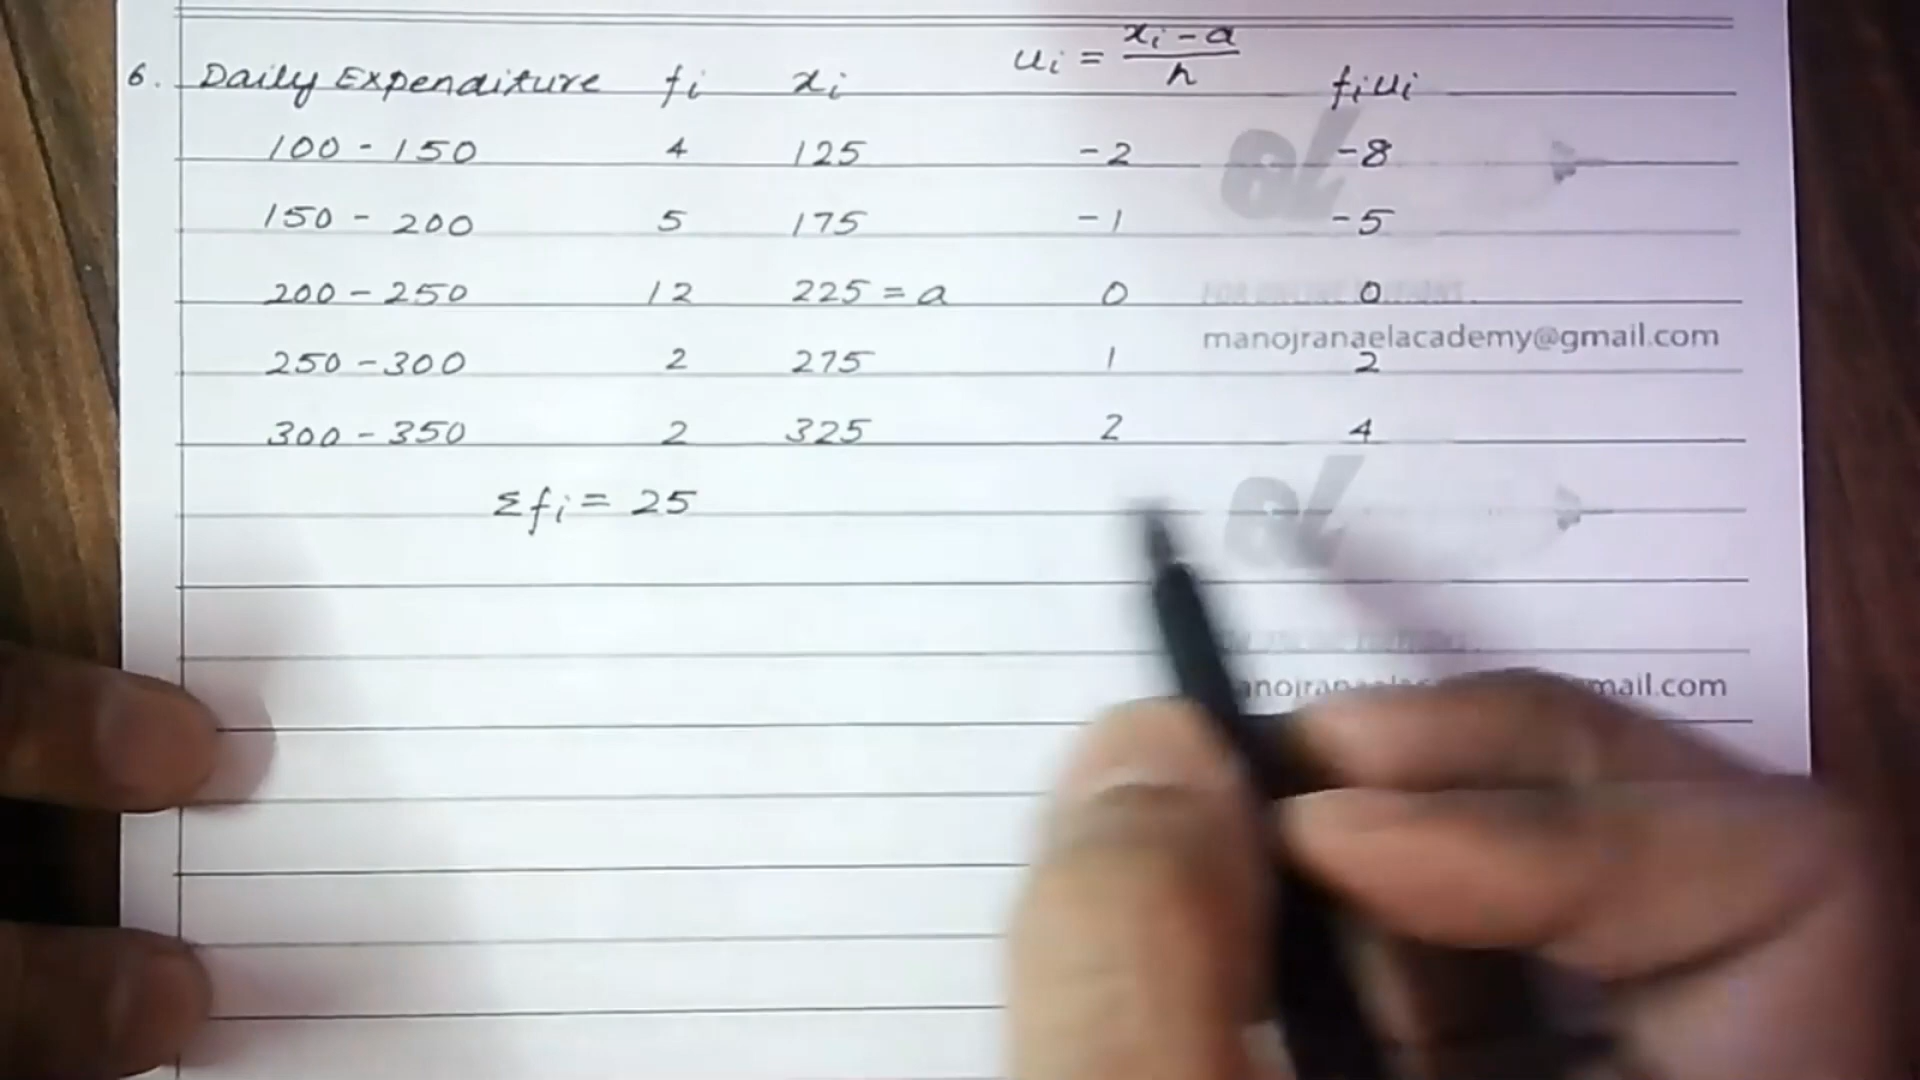 6. Daily Expenditure fi xi ui = xi - a / h fiui
100 - 150 4 125 -2 -8
150 - 200 5 175 -1 -5
200 - 250 12 225 = a 0 0
manojranaelacademy@gmail.com
250 - 300 2 275 1 2
300 - 350 2 325 2 4
Σfi = 25
mail.com